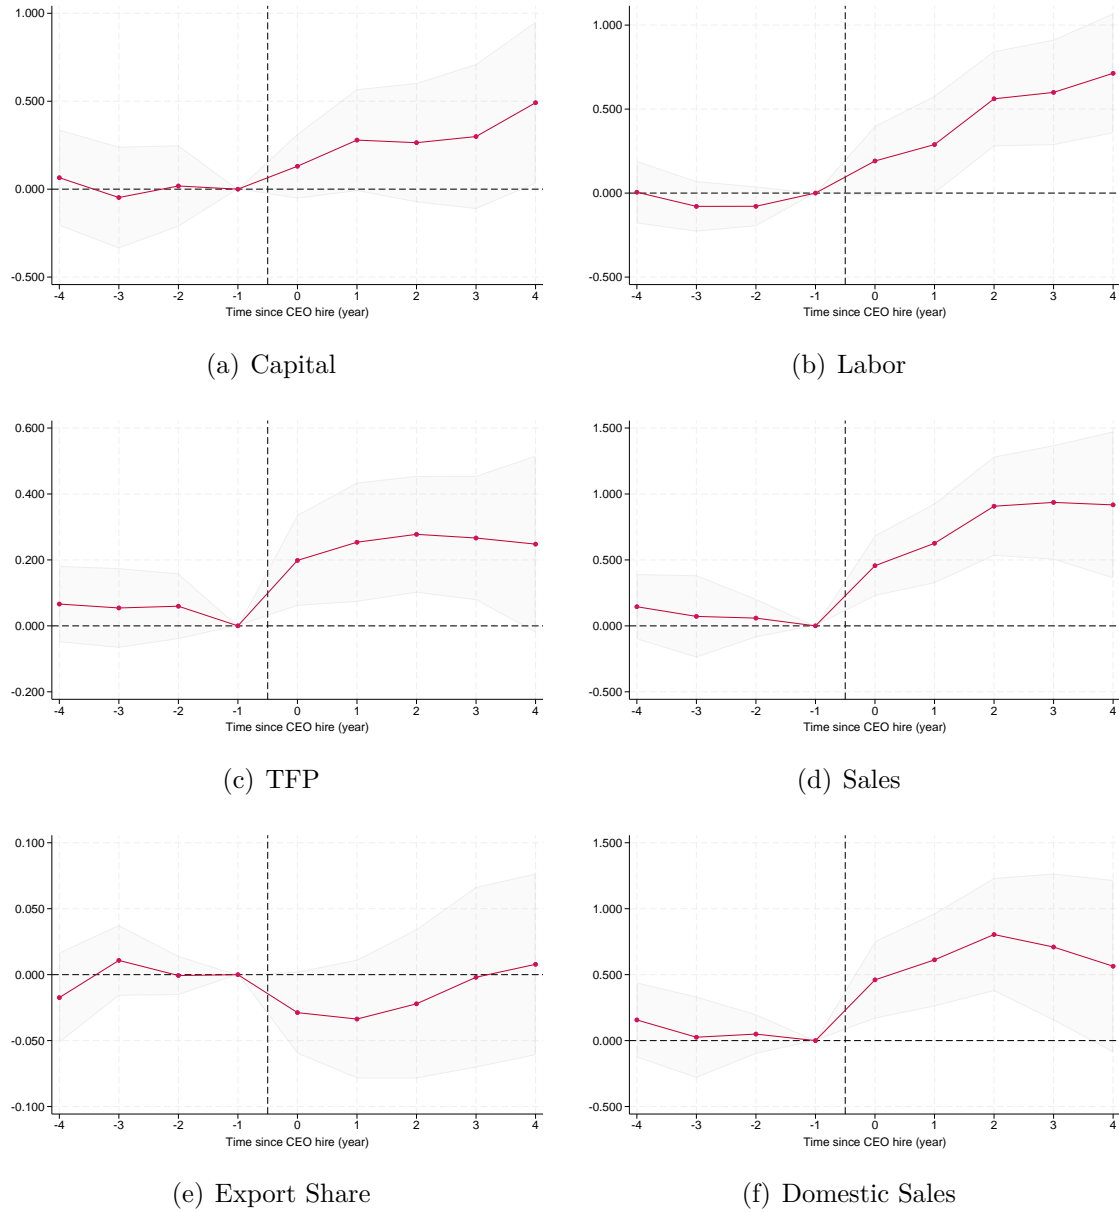 1.000
0.500
0.000
-0.500
-4 -3 -2 -1 0 1 2 3 4
Time since CEO hire (year)
(a) Capital
1.000
0.500
0.000
-0.500
-4 -3 -2 -1 0 1 2 3 4
Time since CEO hire (year)
(b) Labor
0.600
0.400
0.200
0.000
-0.200
-4 -3 -2 -1 0 1 2 3 4
Time since CEO hire (year)
(c) TFP
1.500
1.000
0.500
0.000
-0.500
-4 -3 -2 -1 0 1 2 3 4
Time since CEO hire (year)
(d) Sales
0.100
0.050
0.000
-0.050
-0.100
-4 -3 -2 -1 0 1 2 3 4
Time since CEO hire (year)
(e) Export Share
1.500
1.000
0.500
0.000
-0.500
-4 -3 -2 -1 0 1 2 3 4
Time since CEO hire (year)
(f) Domestic Sales